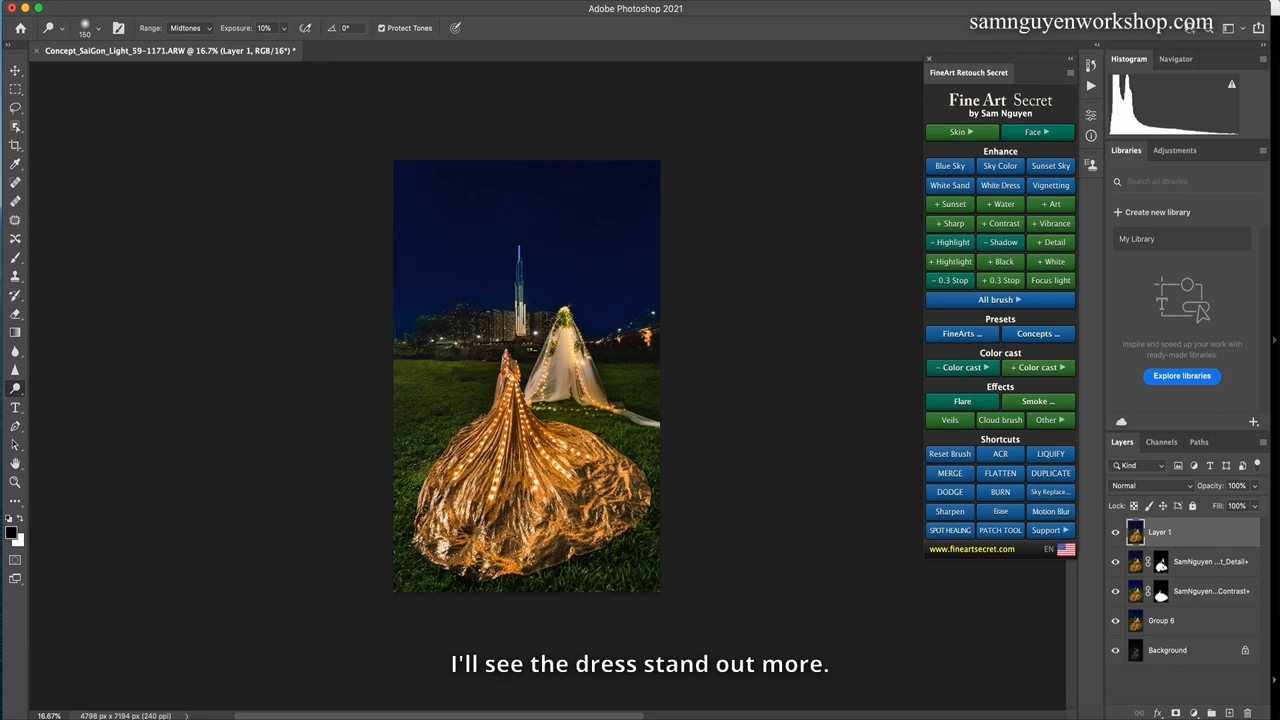 Adobe Photoshop 2021
samnguyenworkshop.com
150
Range: Midtones
Exposure: 10%
0°
Protect Tones
Concept_SaiGon_Light_59-1171.ARW @ 16.7% (Layer 1, RGB/16*) *
FineArt Retouch Secret
Fine Art Secret
by Sam Nguyen
Skin
Face
Enhance
Blue Sky Sky Color Sunset Sky
White Sand White Dress Vignetting
+ Sunset + Water + Art
+ Sharp + Contrast + Vibrance
- Highlight - Shadow + Detail
+ Hightlight + Black + White
- 0.3 Stop + 0.3 Stop Focus light
All brush
Presets
FineArts ... Concepts ...
Color cast
- Color cast + Color cast
Effects
Flare Smoke ...
Veils Cloud brush Other
Shortcuts
Reset Brush ACR LIQUIFY
MERGE FLATTEN DUPLICATE
DODGE BURN Sky Replace...
Sharpen Erase Motion Blur
SPOT HEALING PATCH TOOL Support
www.fineartsecret.com EN
Histogram Navigator
Libraries Adjustments
Search all libraries
+ Create new library
My Library
Inspire and speed up your work with
ready-made libraries.
Explore libraries
Layers Channels Paths
Kind
Normal Opacity: 100%
Lock: Fill: 100%
Layer 1
SamNguyen ...t_Detail+
SamNguyen...Contrast+
Group 6
Background
I'll see the dress stand out more.
16.67% 4798 px x 7194 px (240 ppi)